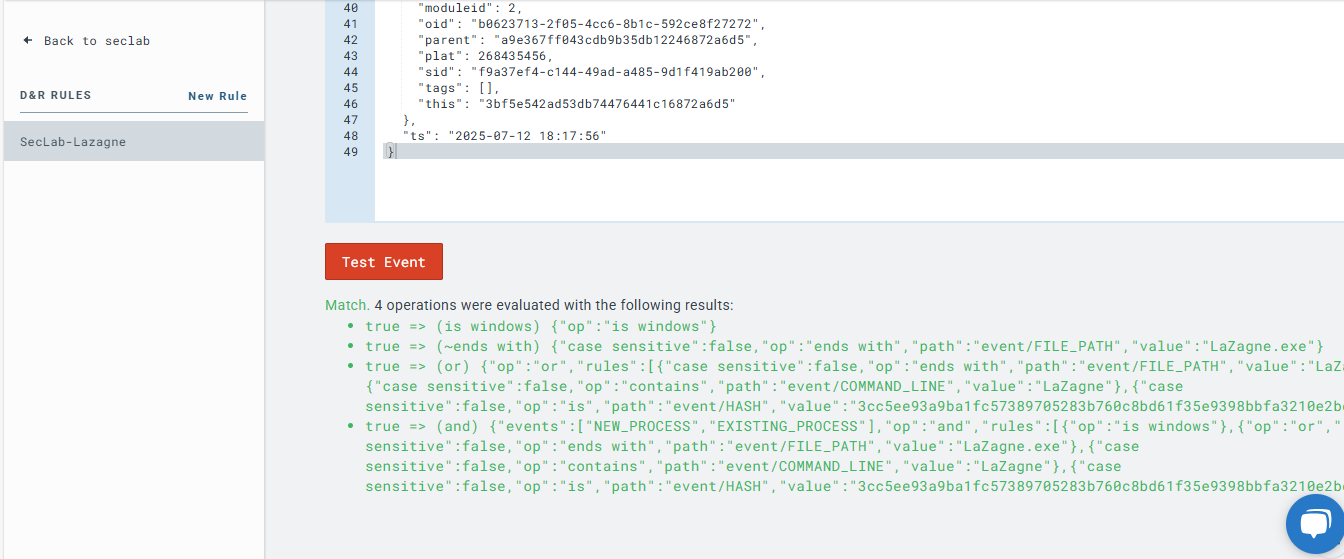 ← Back to seclab
D&R RULES New Rule
SecLab-Lazagne
40 "moduleid": 2,
41 "oid": "b0623713-2f05-4cc6-8b1c-592ce8f27272",
42 "parent": "a9e367ff043cdb9b35db12246872a6d5",
43 "plat": 268435456,
44 "sid": "f9a37ef4-c144-49ad-a485-9d1f419ab200",
45 "tags": [],
46 "this": "3bf5e542ad53db74476441c16872a6d5"
47 },
48 "ts": "2025-07-12 18:17:56"
49 }
Test Event
Match. 4 operations were evaluated with the following results:
• true => (is windows) {"op":"is windows"}
• true => (~ends with) {"case sensitive":false,"op":"ends with","path":"event/FILE_PATH","value":"LaZagne.exe"}
• true => (or) {"op":"or","rules":[{"case sensitive":false,"op":"ends with","path":"event/FILE_PATH","value":"LaZ
{"case sensitive":false,"op":"contains","path":"event/COMMAND_LINE","value":"LaZagne"},{"case
sensitive":false,"op":"is","path":"event/HASH","value":"3cc5ee93a9ba1fc57389705283b760c8bd61f35e9398bbfa3210e2b
• true => (and) {"events":["NEW_PROCESS","EXISTING_PROCESS"],"op":"and","rules":[{"op":"is windows"},{"op":"or","
sensitive":false,"op":"ends with","path":"event/FILE_PATH","value":"LaZagne.exe"},{"case
sensitive":false,"op":"contains","path":"event/COMMAND_LINE","value":"LaZagne"},{"case
sensitive":false,"op":"is","path":"event/HASH","value":"3cc5ee93a9ba1fc57389705283b760c8bd61f35e9398bbfa3210e2b